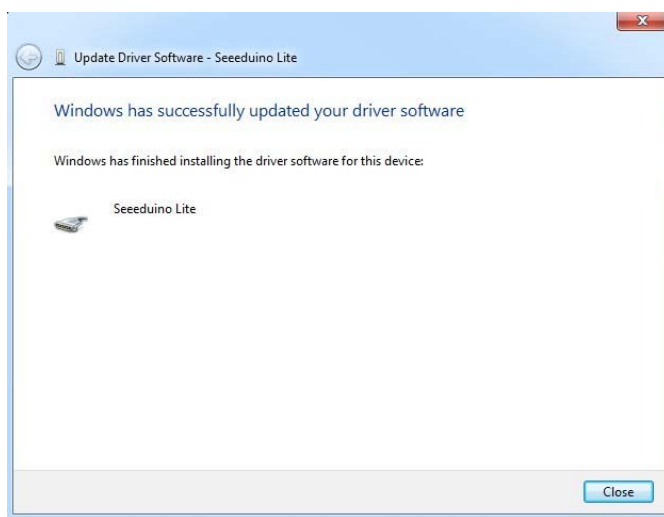 Update Driver Software - Seeeduino Lite
Windows has successfully updated your driver software
Windows has finished installing the driver software for this device:
Seeeduino Lite
Close